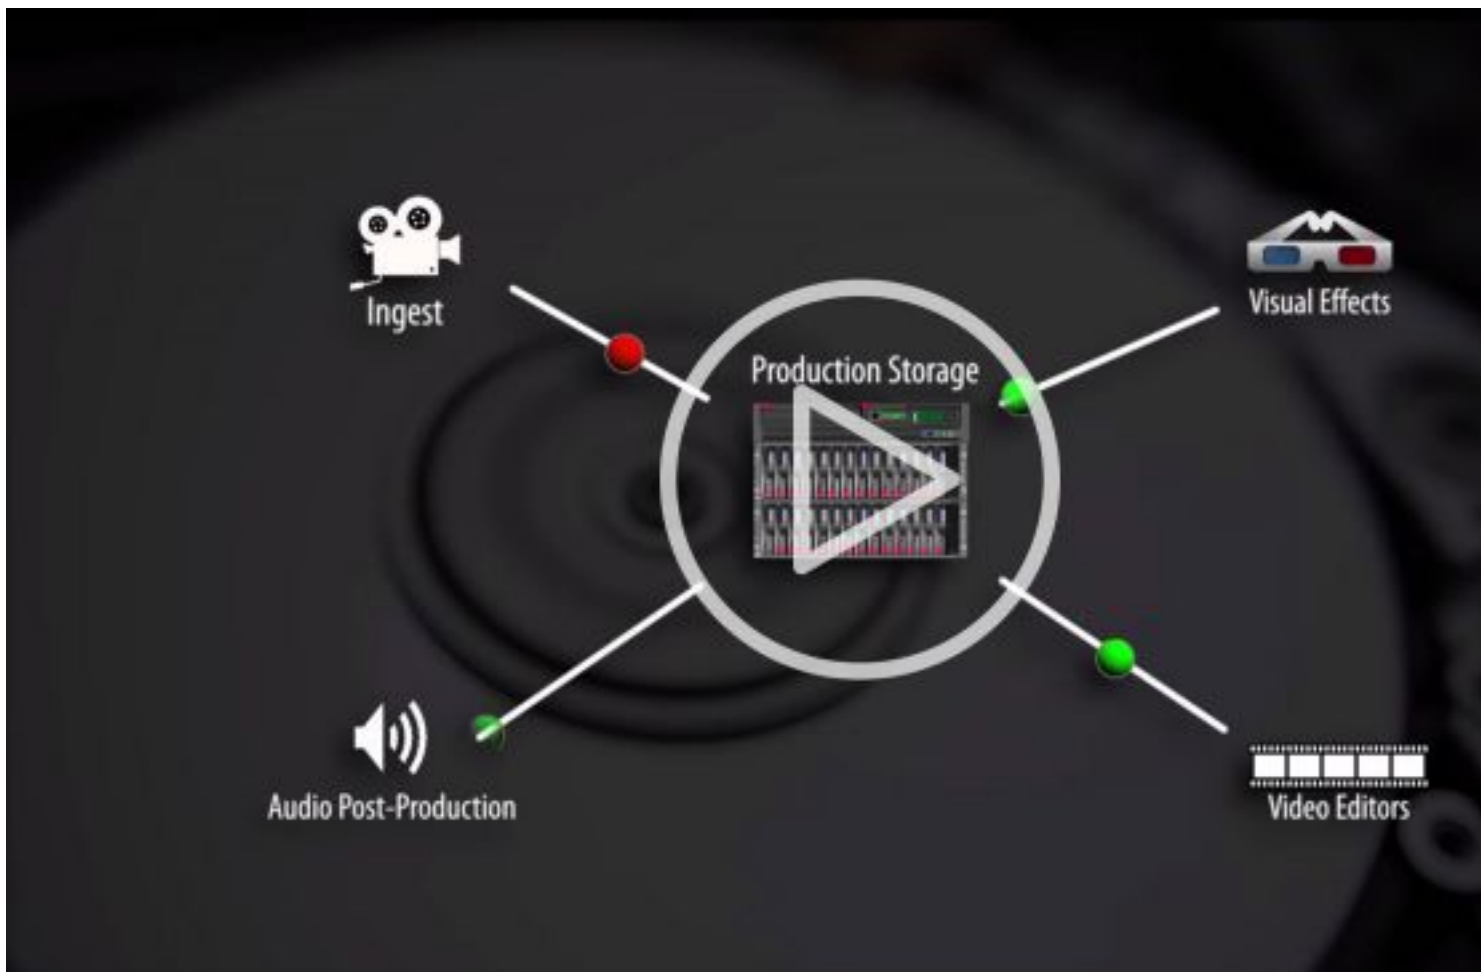 Ingest
Visual Effects
Production Storage
Audio Post-Production
Video Editors